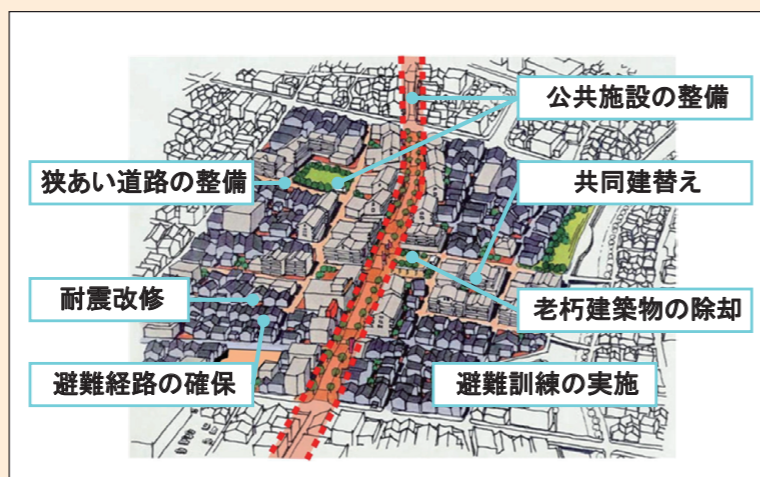 公共施設の整備
狭あい道路の整備
共同建替え
耐震改修
老朽建築物の除却
避難経路の確保
避難訓練の実施